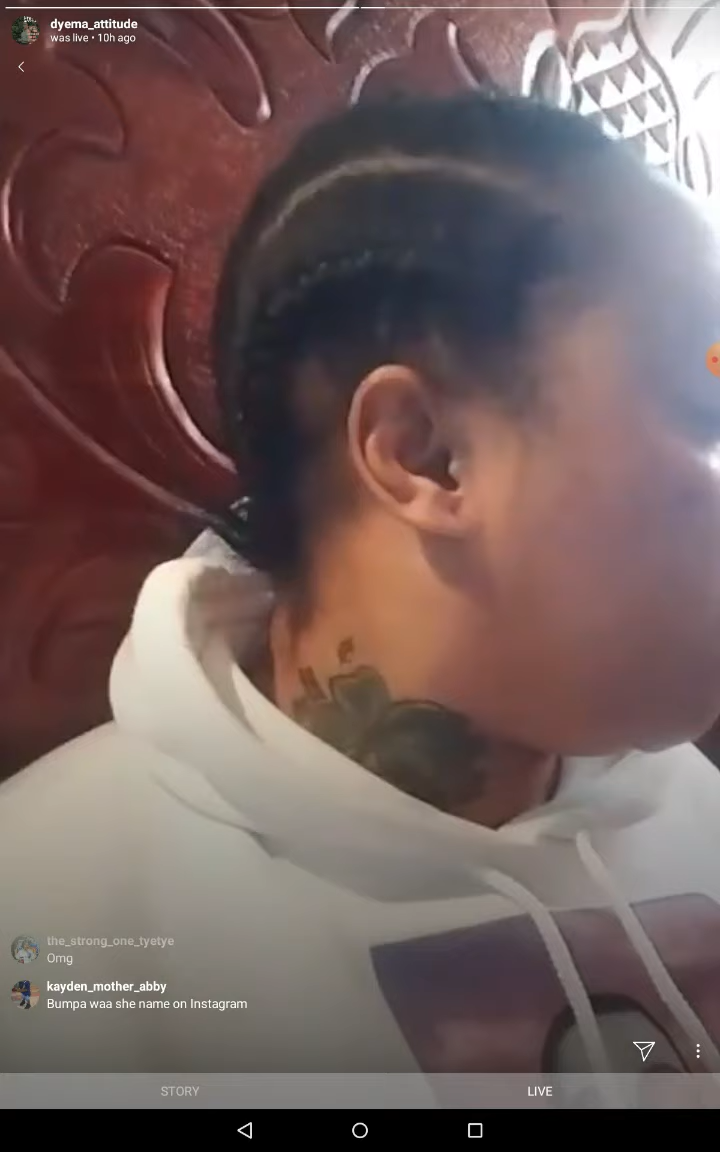 dyema_attitude
was live • 10h ago
the_strong_one_tyetye
Omg
kayden_mother_abby
Bumpa waa she name on Instagram
STORY
LIVE